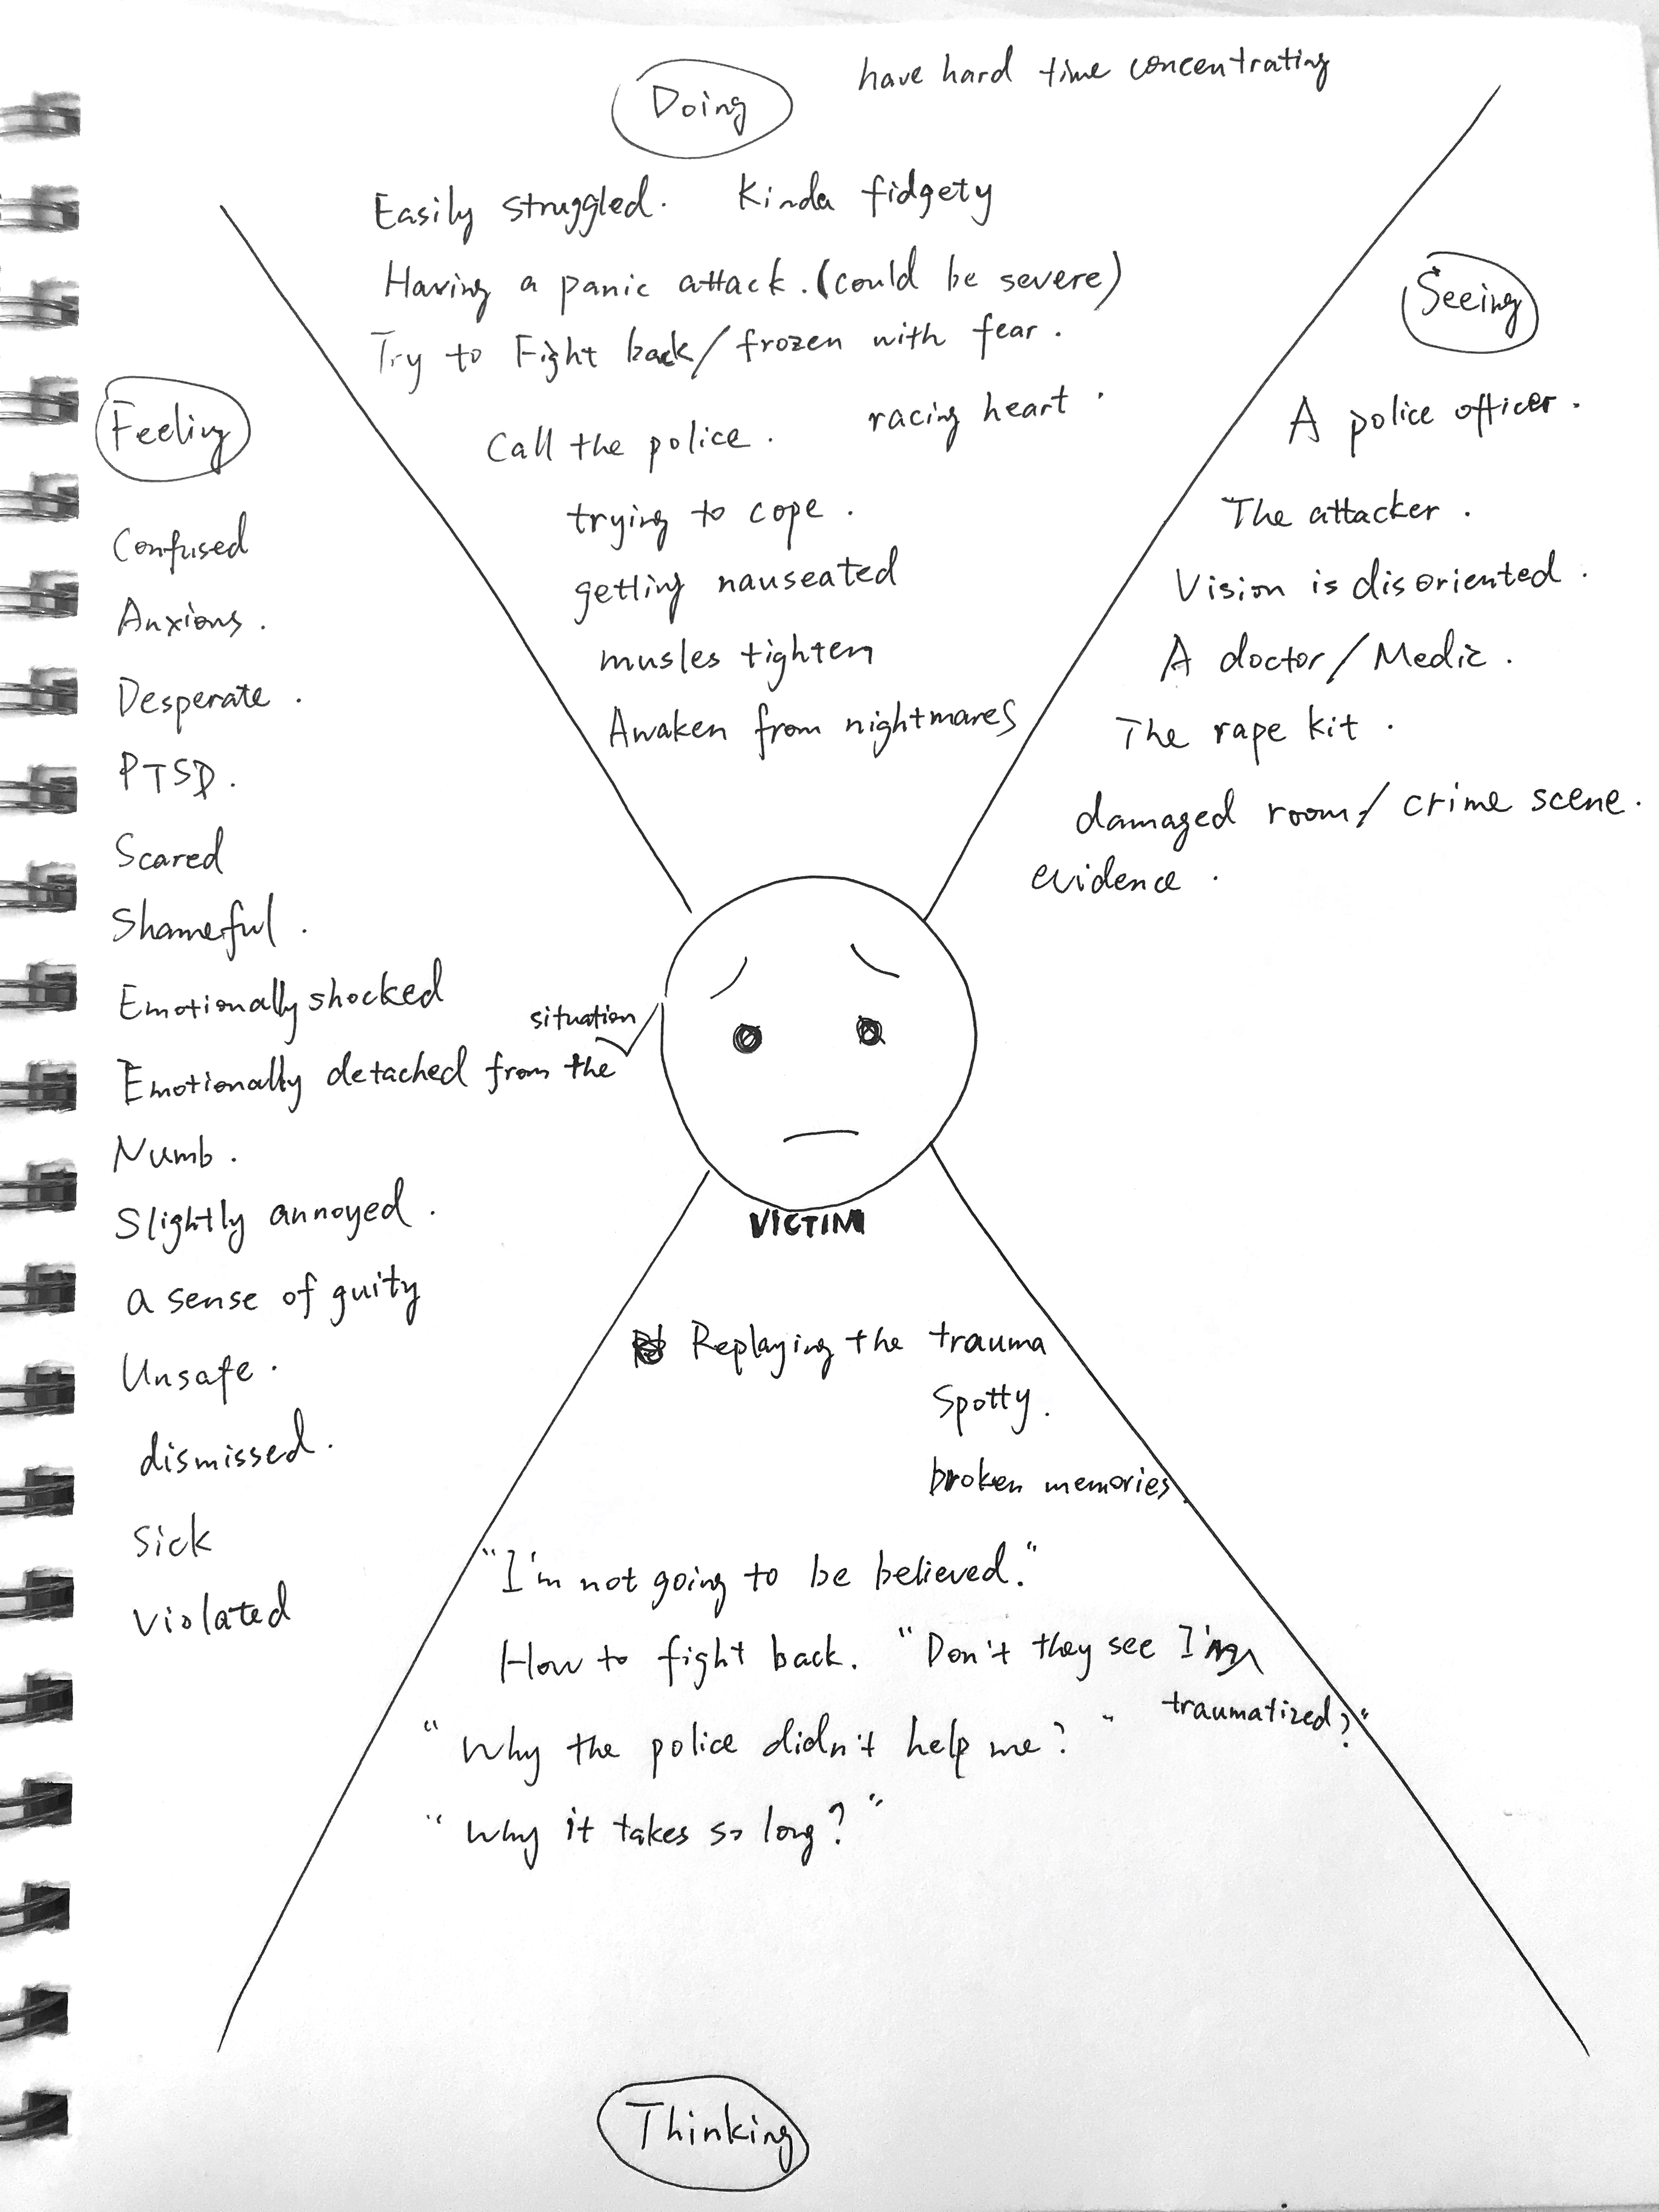 Doing
have hard time concentrating
Easily struggled. Kinda fidgety
Having a panic attack. (could be severe)
Try to Fight back/frozen with fear.
Call the police. racing heart.
trying to cope.
getting nauseated
musles tighten
Awaken from nightmares
Seeing
A police officer.
The attacker.
Vision is disoriented.
A doctor/Medic.
The rape kit.
damaged room/ crime scene.
evidence.
Feeling
Confused
Anxious.
Desperate.
PTSD.
Scared
Shameful.
Emotionally shocked
Emotionally detached from the situation
Numb.
Slightly annoyed.
a sense of guity
Unsafe.
dismissed.
Sick
Violated
VICTIM
Replaying the trauma
Spotty.
broken memories.
"I'm not going to be believed."
How to fight back. "Don't they see I'm
traumatized?"
"Why the police didn't help me?"
"Why it takes so long?"
Thinking